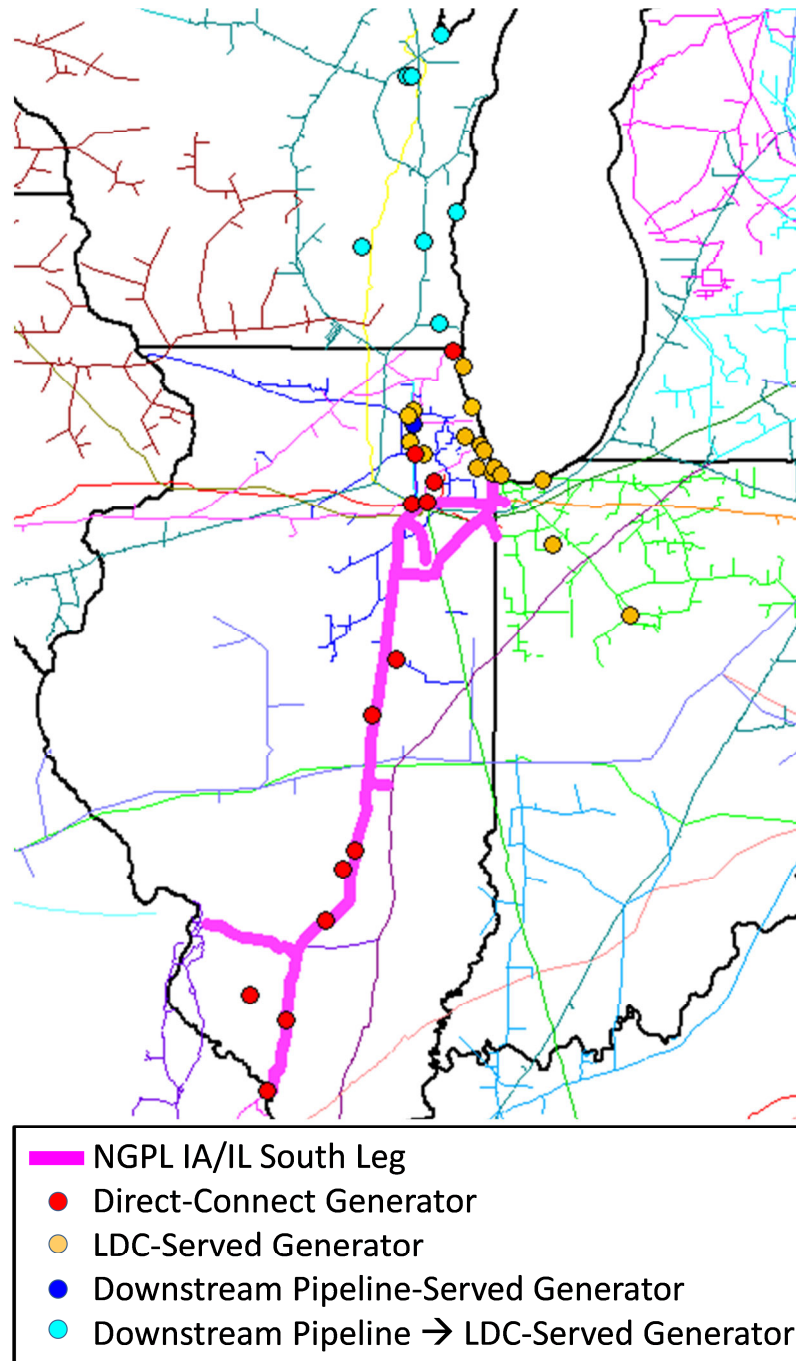 NGPL IA/IL South Leg
Direct-Connect Generator
LDC-Served Generator
Downstream Pipeline-Served Generator
Downstream Pipeline → LDC-Served Generator